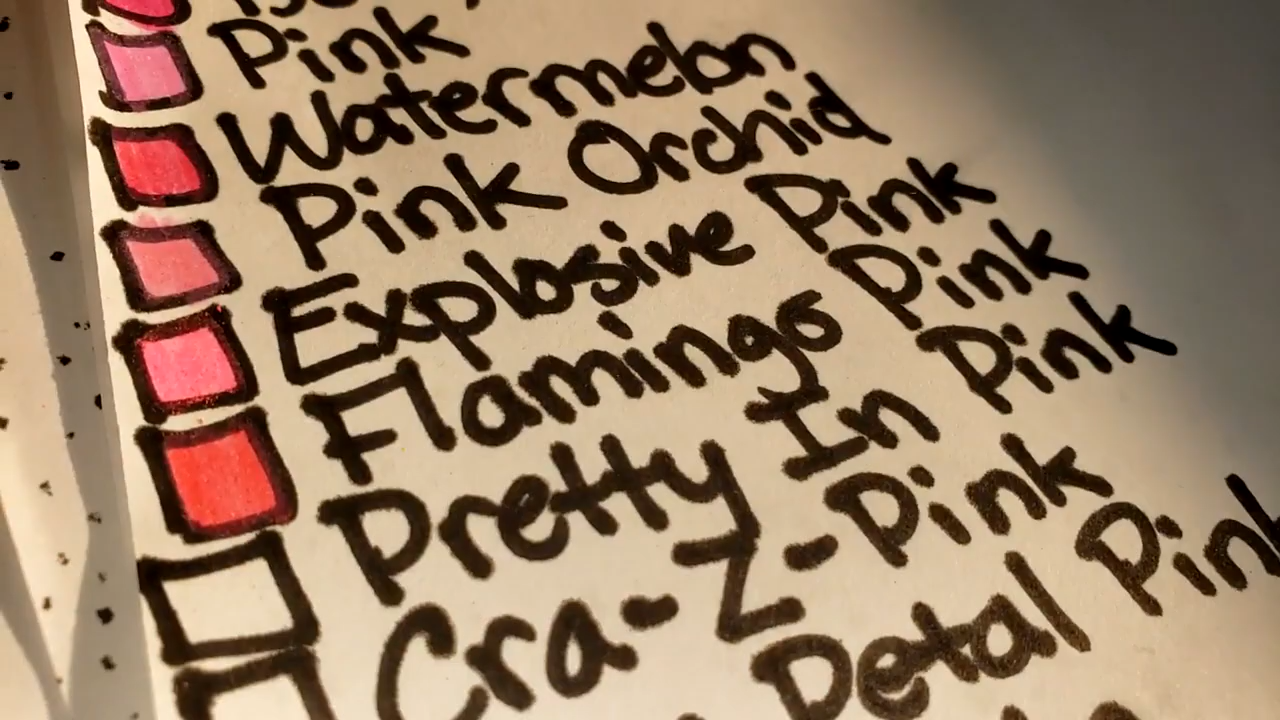 Pink
Watermelon
Pink Orchid
Explosive Pink
Flamingo Pink
Pretty In Pink
Cra-Z-Pink
Petal Pink